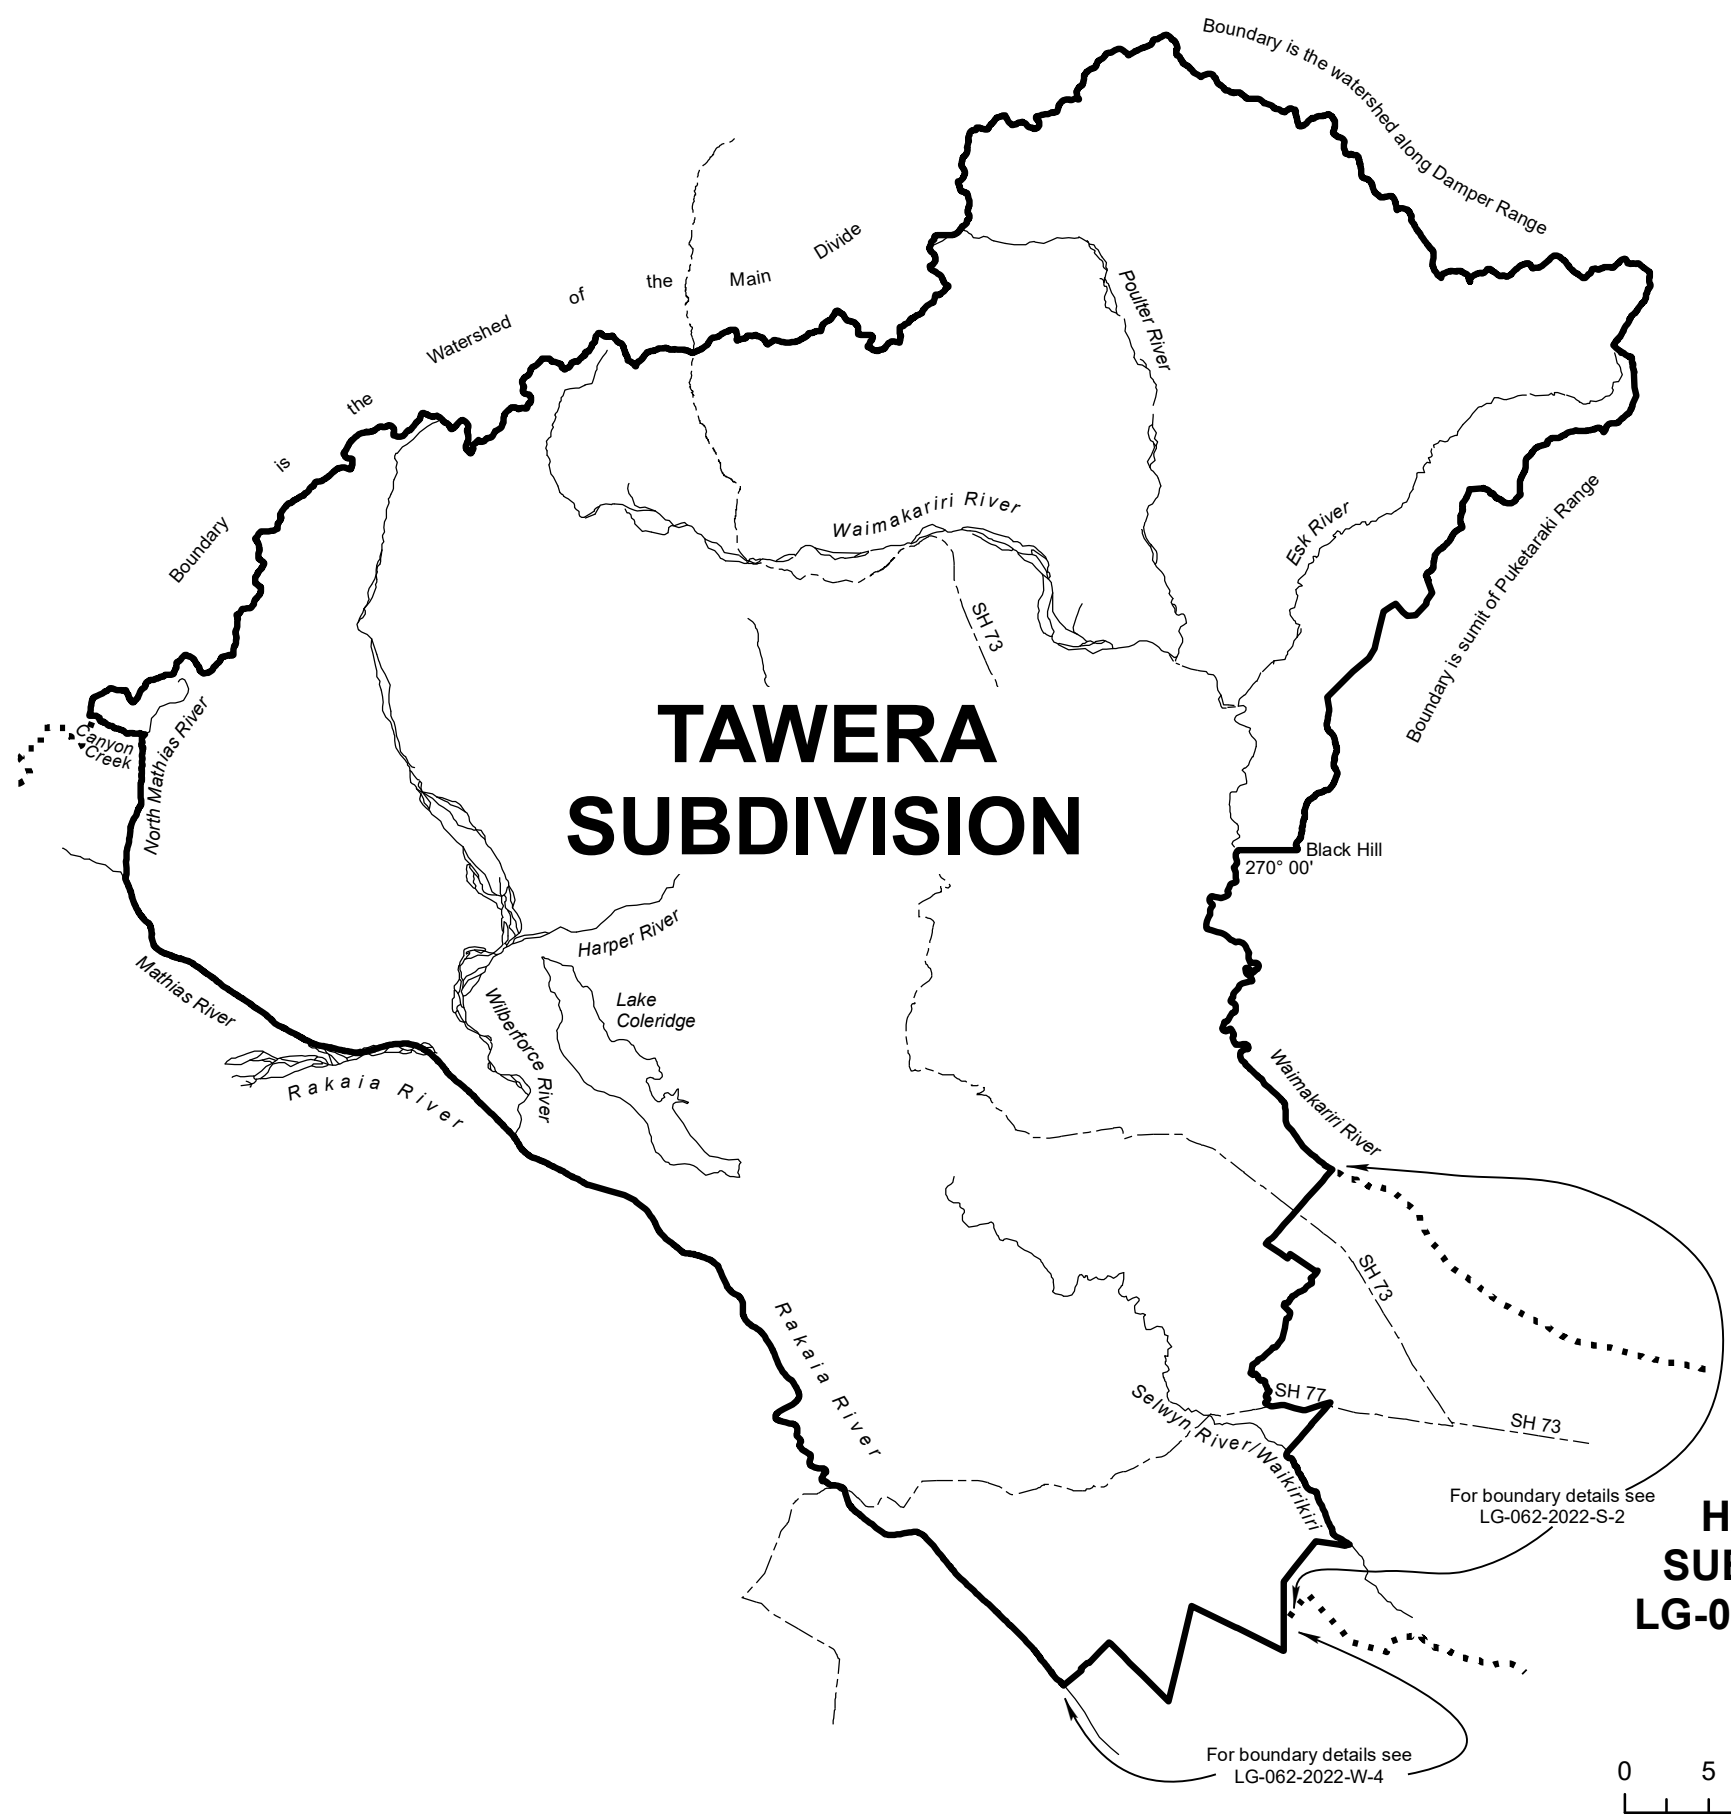 Boundary is the watershed along Damper Range
Boundary is the Watershed of the Main Divide
Poulter River
Waimakariri River
Esk River
SH 73
Boundary is sumit of Puketaraki Range
Canyon
Creek
North Mathias River
TAWERA
SUBDIVISION
Black Hill
270° 00'
Harper River
Mathias River
Lake
Coleridge
Wilberforce River
Rakaia River
Waimakariri River
SH 73
Rakaia River
SH 77
Selwyn River/Waikirikiri
SH 73
For boundary details see
LG-062-2022-S-2
H
SUB
LG-0
For boundary details see
LG-062-2022-W-4
0 5